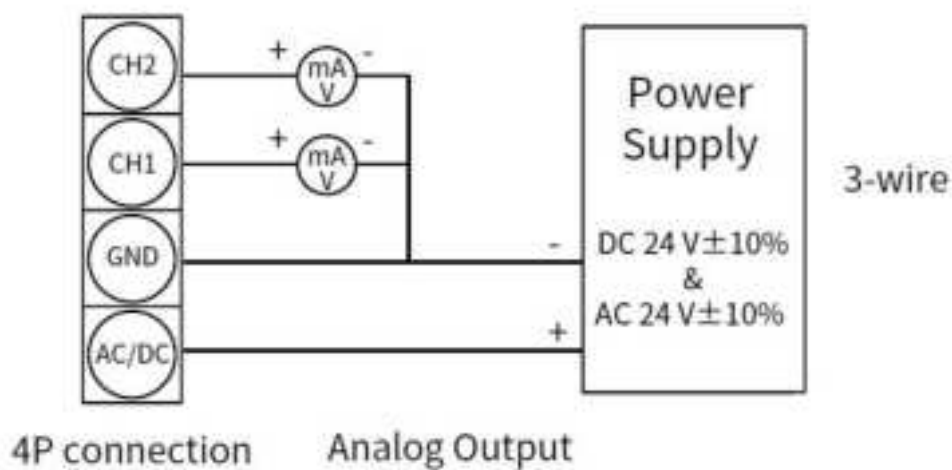 CH2
+ mA V -
CH1
+ mA V -
GND
-
AC/DC
+
Power
Supply
DC 24 V±10%
&
AC 24 V±10%
3-wire
4P connection
Analog Output